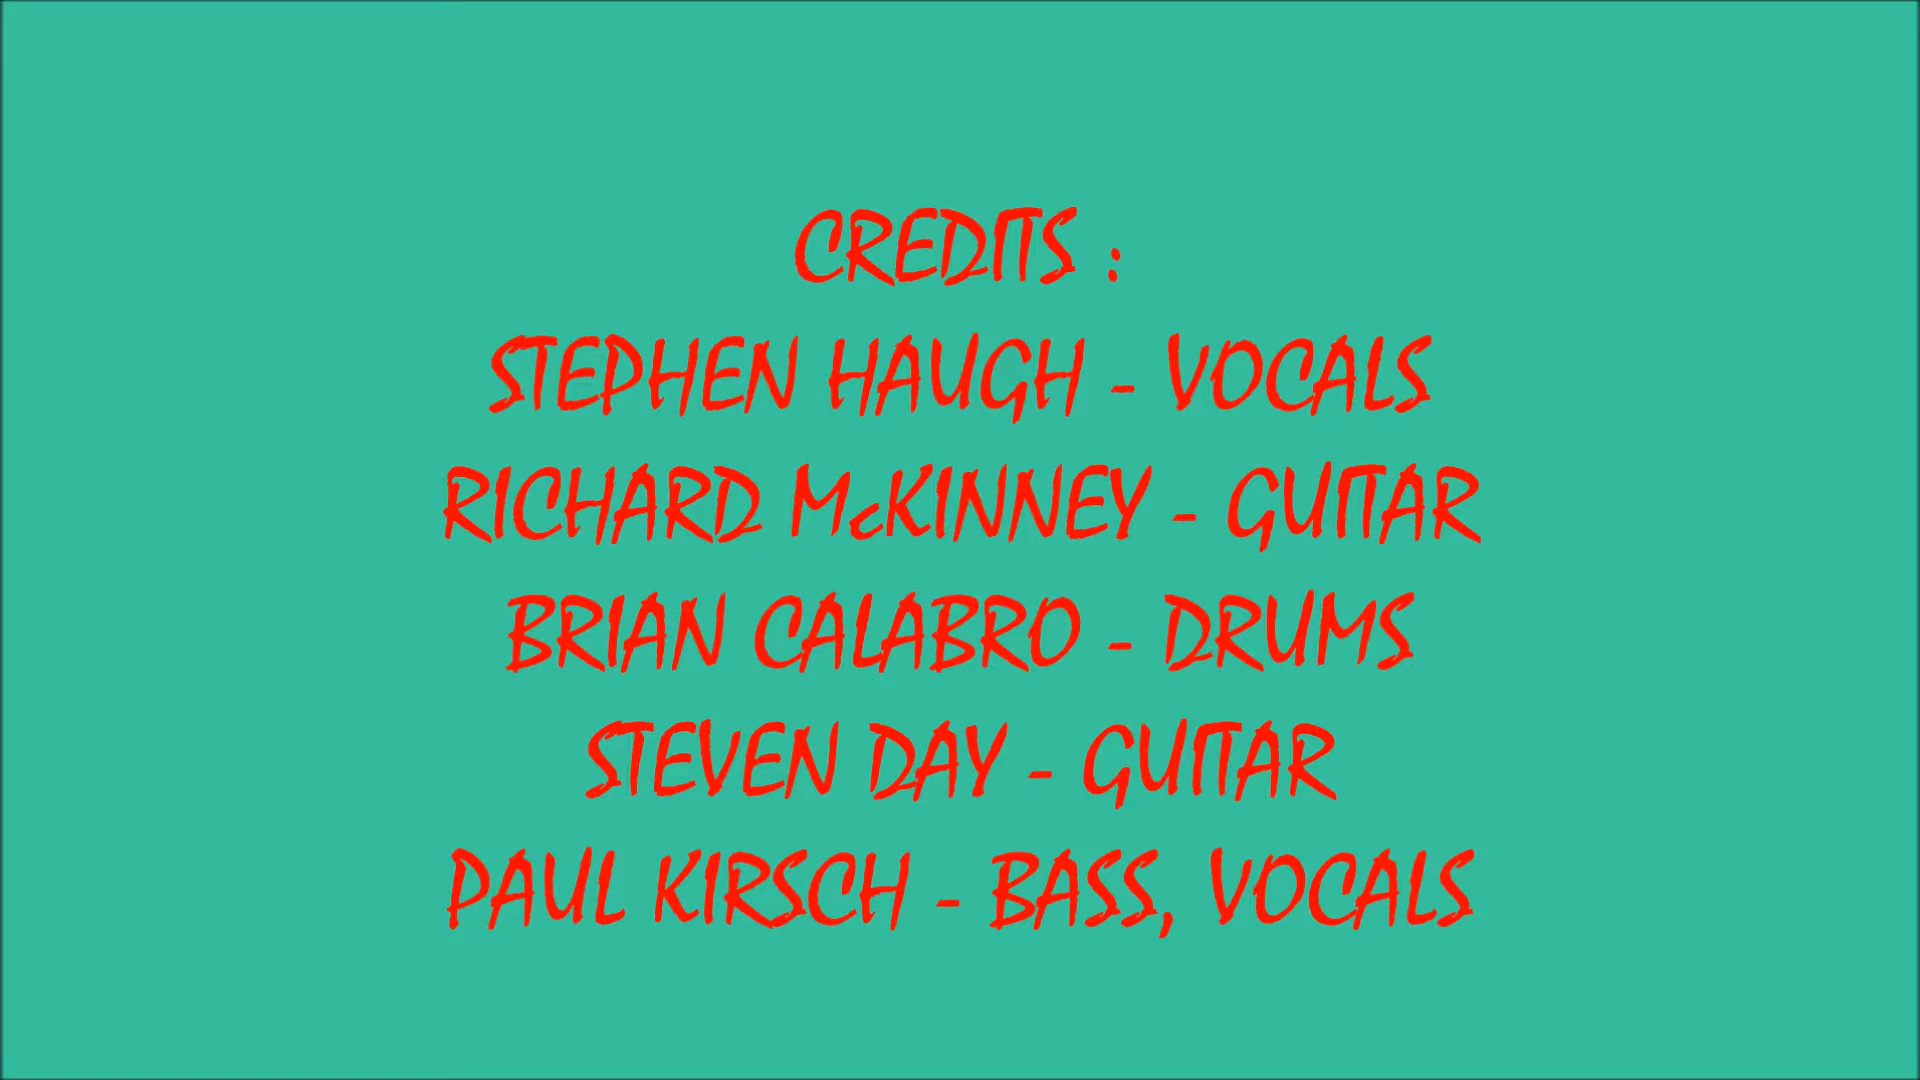 CREDITS :
STEPHEN HAUGH - VOCALS
RICHARD McKINNEY - GUITAR
BRIAN CALABRO - DRUMS
STEVEN DAY - GUITAR
PAUL KIRSCH - BASS, VOCALS